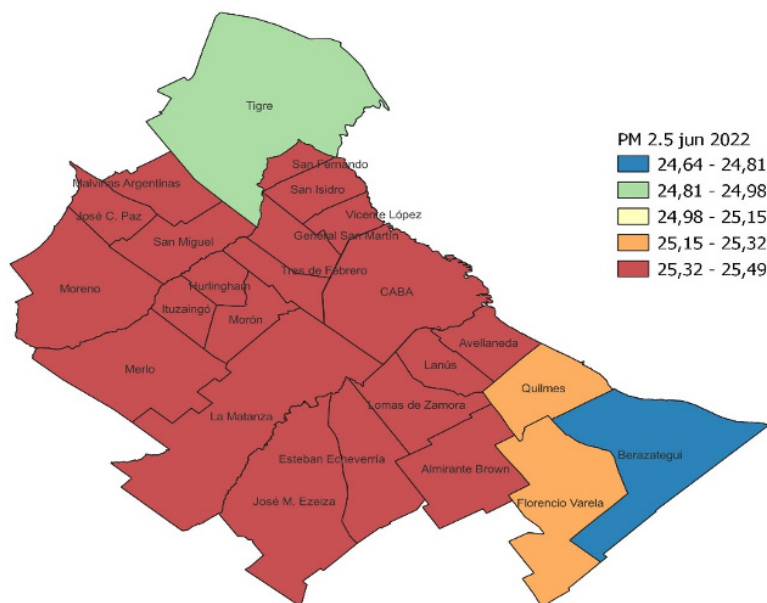 Tigre
San Fernando
Malvinas Argentinas
San Isidro
José C. Paz
Vicente López
San Miguel
General San Martín
Tres de Febrero
Moreno
Hurlingham
CABA
Ituzaingó
Morón
Avellaneda
Merlo
Lanús
Quilmes
La Matanza
Lomas de Zamora
Berazategui
Esteban Echeverría
Almirante Brown
José M. Ezeiza
Florencio Varela
PM 2.5 jun 2022
24,64 - 24,81
24,81 - 24,98
24,98 - 25,15
25,15 - 25,32
25,32 - 25,49